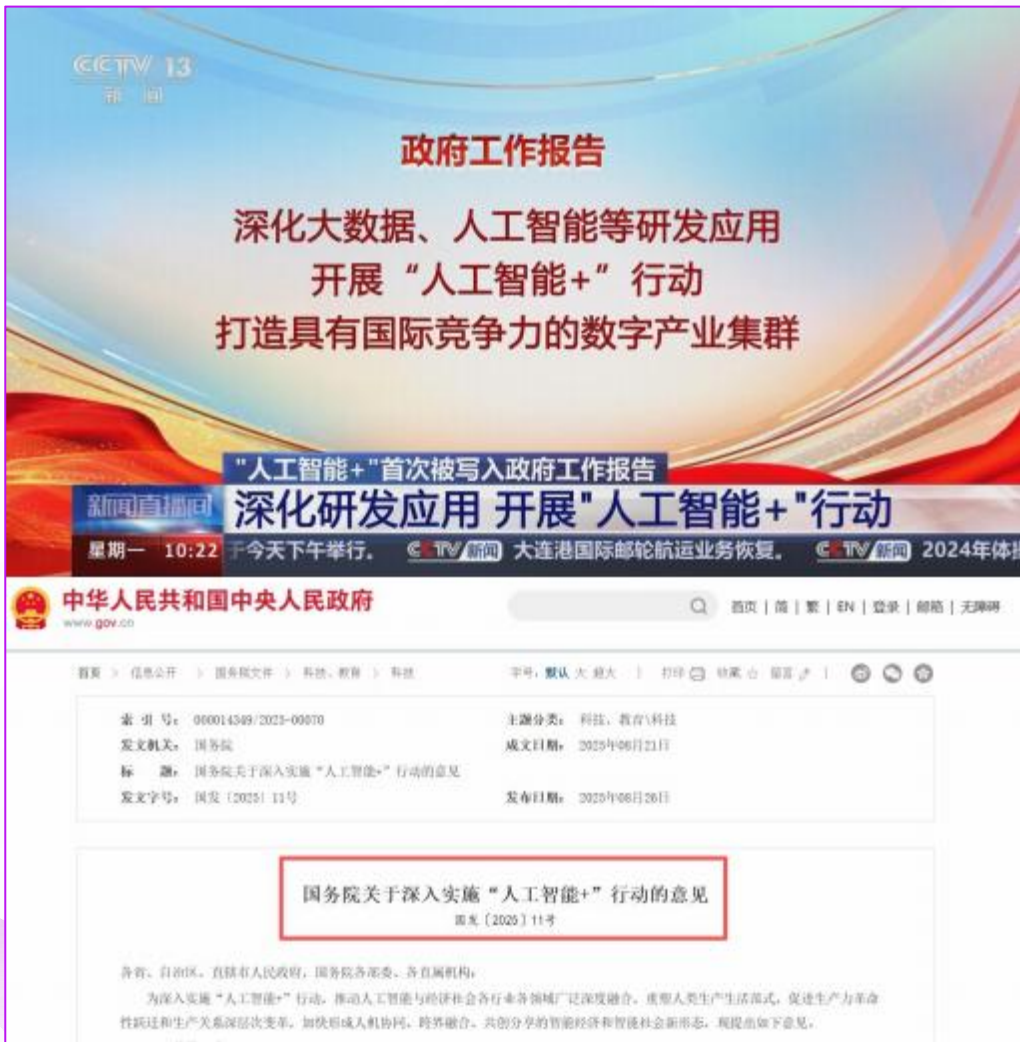 CCTV 13
新闻
政府工作报告
深化大数据、人工智能等研发应用
开展“人工智能+”行动
打造具有国际竞争力的数字产业集群
"人工智能+"首次被写入政府工作报告
新闻直播间
深化研发应用 开展"人工智能+"行动
星期一 10:22 于今天下午举行。 CCTV新闻 大连港国际邮轮航运业务恢复。 CCTV新闻 2024年体操
中华人民共和国中央人民政府
www.gov.cn
首页 | 简 | 繁 | EN | 登录 | 邮箱 | 无障碍
首页 > 信息公开 > 国务院文件 > 科技、教育 > 科技
字号：默认 大 超大 | 打印 收藏 留言 |
索 引 号： 000014349/2025-00070 主题分类： 科技、教育\科技
发文机关： 国务院 成文日期： 2025年08月21日
标 题： 国务院关于深入实施“人工智能+”行动的意见
发文字号： 国发〔2025〕11号 发布日期： 2025年08月26日
国务院关于深入实施“人工智能+”行动的意见
国发〔2025〕11号
各省、自治区、直辖市人民政府，国务院各部委、各直属机构：
为深入实施“人工智能+”行动，推动人工智能与经济社会各行业各领域广泛深度融合，重塑人类生产生活范式，促进生产力革命
性跃迁和生产关系深层次变革，加快形成人机协同、跨界融合、共创分享的智能经济和智能社会新形态，现提出如下意见。